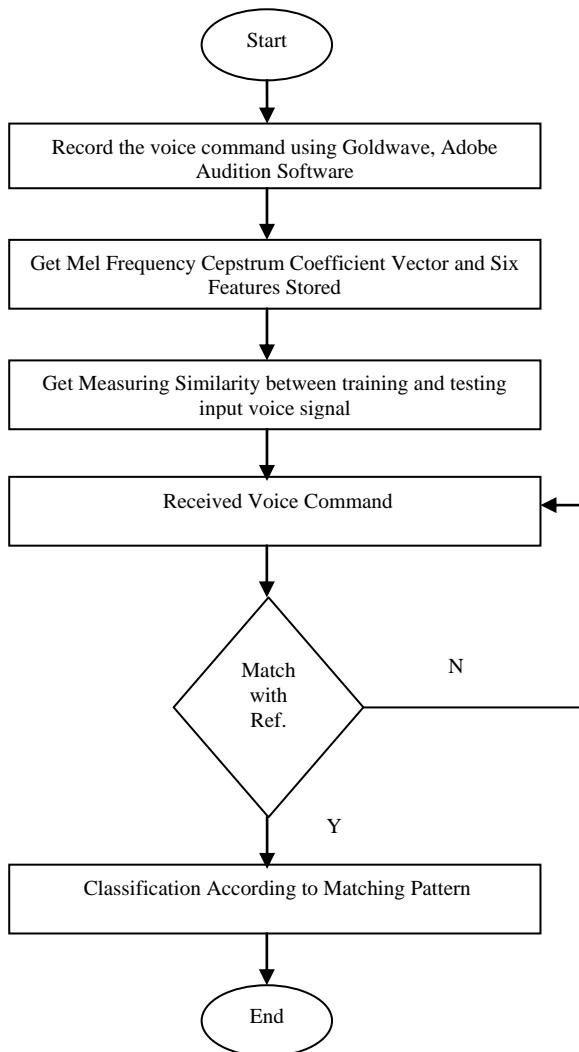 Start
Record the voice command using Goldwave, Adobe
Audition Software
Get Mel Frequency Cepstrum Coefficient Vector and Six
Features Stored
Get Measuring Similarity between training and testing
input voice signal
Received Voice Command
Match
with
Ref.
N
Y
Classification According to Matching Pattern
End